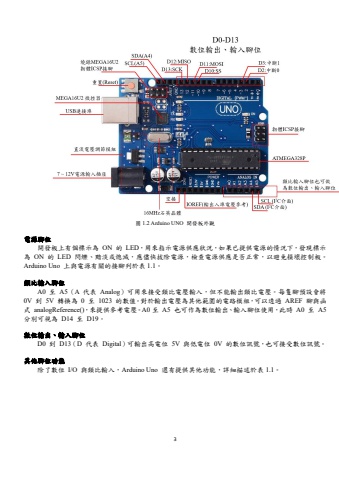 D0-D13
數位輸出、輸入腳位
SDA(A4)
SCL(A5)
燒錄MEGA16U2
韌體ICSP接腳
D12:MISO
D13:SCK
D11:MOSI
D10:SS
D3:中斷1
D2:中斷0
重置(Reset)
MEGA16U2 微控器
USB連接埠
DIGITAL (PWM~)
UNO
韌體ICSP接腳
直流電壓調節模組
ATMEGA328P
7~12V電源輸入插座
POWER
ANALOG IN
類比輸入腳位也可做
為數位輸出、輸入腳位
空接
IOREF(輸出入準電壓參考)
SCL (I²C介面)
SDA (I²C介面)
16MHz石英晶體
圖 1.2 Arduino UNO 開發板外觀
電源腳位
開發板上有個標示為 ON 的 LED,用來指示電源供應狀況,如果已提供電源的情況下,發現標示
為 ON 的 LED 閃爍、黯淡或熄滅,應儘快拔除電源,檢查電源供應是否正常,以避免損壞控制板。
Arduino Uno 上與電源有關的接腳列於表 1.1。
類比輸入腳位
A0 至 A5(A 代表 Analog)可用來接受類比電壓輸入,但不能輸出類比電壓。每隻腳預設會將
0V 到 5V 轉換為 0 至 1023 的數值。對於輸出電壓為其他範圍的電路模組,可以透過 AREF 腳與函
式 analogReference(),來提供參考電壓。A0 至 A5 也可作為數位輸出、輸入腳位使用,此時 A0 至 A5
分別可視為 D14 至 D19。
數位輸出、輸入腳位
D0 到 D13(D 代表 Digital)可輸出高電位 5V 與低電位 0V 的數位訊號,也可接受數位訊號。
其他腳位功能
除了數位 I/O 與類比輸入,Arduino Uno 還有提供其他功能,詳細描述於表 1.1。
3